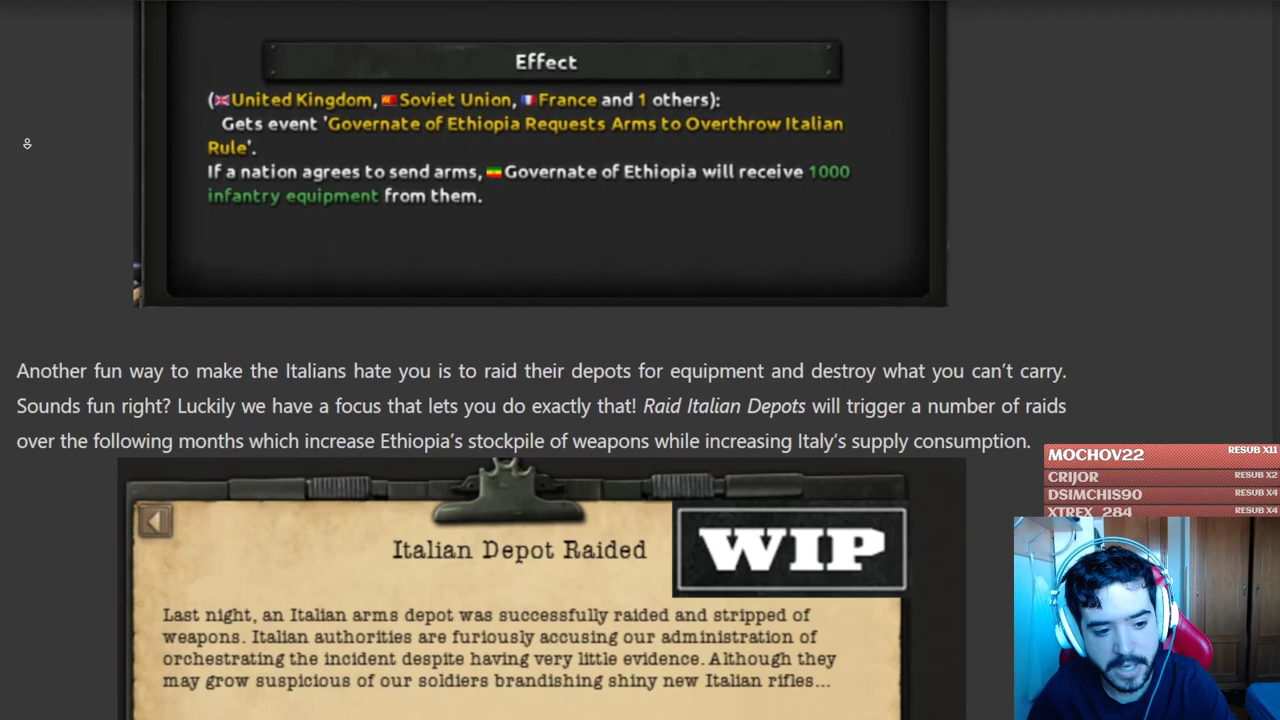 Effect
(United Kingdom, Soviet Union, France and 1 others):
Gets event 'Governate of Ethiopia Requests Arms to Overthrow Italian
Rule'.
If a nation agrees to send arms, Governate of Ethiopia will receive 1000
infantry equipment from them.
Another fun way to make the Italians hate you is to raid their depots for equipment and destroy what you can’t carry.
Sounds fun right? Luckily we have a focus that lets you do exactly that! Raid Italian Depots will trigger a number of raids
over the following months which increase Ethiopia’s stockpile of weapons while increasing Italy’s supply consumption.
MOCHOV22 RESUB X11
CRIJOR RESUB X2
DSIMCHIS90 RESUB X4
XTREX_284 RESUB X4
Italian Depot Raided
WIP
Last night, an Italian arms depot was successfully raided and stripped of
weapons. Italian authorities are furiously accusing our administration of
orchestrating the incident despite having very little evidence. Although they
may grow suspicious of our soldiers brandishing shiny new Italian rifles...